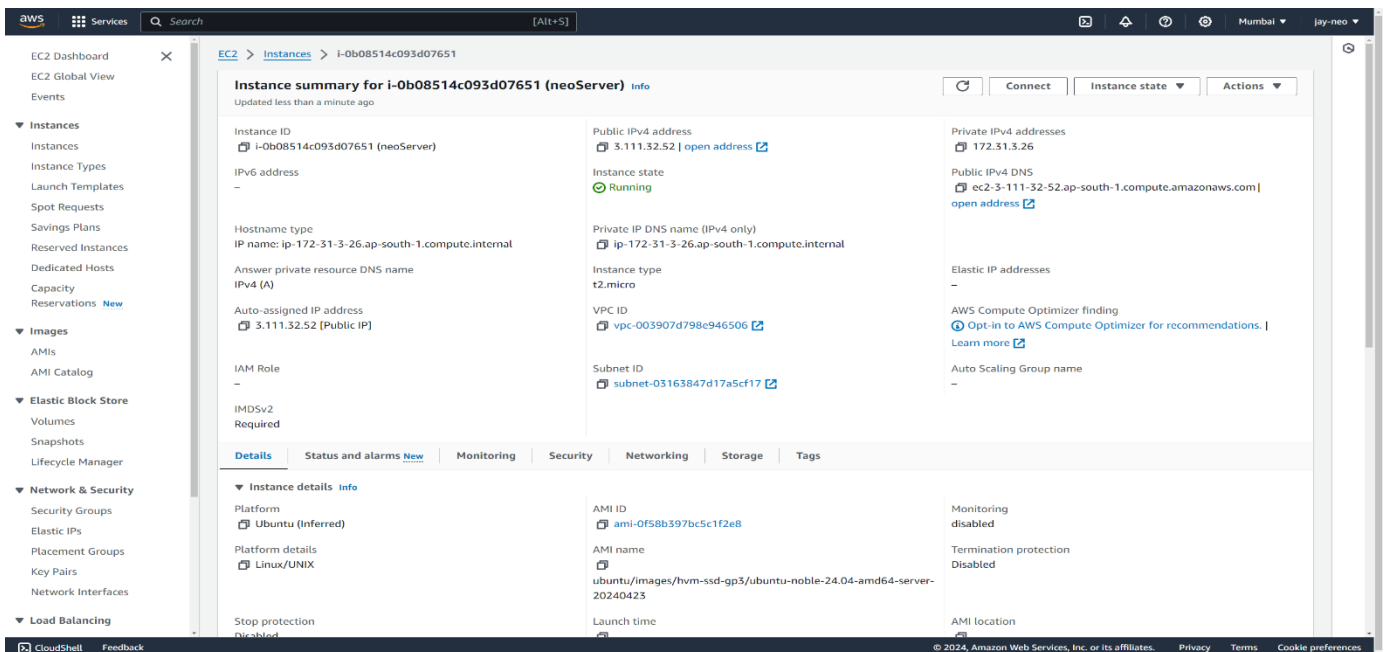 aws
Services
Search [Alt+S]
Mumbai ▼
jay-neo ▼
EC2 Dashboard
EC2 Global View
Events
▼ Instances
Instances
Instance Types
Launch Templates
Spot Requests
Savings Plans
Reserved Instances
Dedicated Hosts
Capacity
Reservations New
▼ Images
AMIs
AMI Catalog
▼ Elastic Block Store
Volumes
Snapshots
Lifecycle Manager
▼ Network & Security
Security Groups
Elastic IPs
Placement Groups
Key Pairs
Network Interfaces
▼ Load Balancing
EC2 > Instances > i-0b08514c093d07651
Instance summary for i-0b08514c093d07651 (neoServer) Info
Updated less than a minute ago
Connect
Instance state ▼
Actions ▼
Instance ID
i-0b08514c093d07651 (neoServer)
Public IPv4 address
3.111.32.52 | open address
Private IPv4 addresses
172.31.3.26
IPv6 address
–
Instance state
Running
Public IPv4 DNS
ec2-3-111-32-52.ap-south-1.compute.amazonaws.com |
open address
Hostname type
IP name: ip-172-31-3-26.ap-south-1.compute.internal
Private IP DNS name (IPv4 only)
ip-172-31-3-26.ap-south-1.compute.internal
Answer private resource DNS name
IPv4 (A)
Instance type
t2.micro
Elastic IP addresses
–
Auto-assigned IP address
3.111.32.52 [Public IP]
VPC ID
vpc-003907d798e946506
AWS Compute Optimizer finding
Opt-in to AWS Compute Optimizer for recommendations. |
Learn more
IAM Role
–
Subnet ID
subnet-03163847d17a5cf17
Auto Scaling Group name
–
IMDSv2
Required
Details
Status and alarms New
Monitoring
Security
Networking
Storage
Tags
▼ Instance details Info
Platform
Ubuntu (Inferred)
AMI ID
ami-0f58b397bc5c1f2e8
Monitoring
disabled
Platform details
Linux/UNIX
AMI name
ubuntu/images/hvm-ssd-gp3/ubuntu-noble-24.04-amd64-server-
20240423
Termination protection
Disabled
Stop protection
Disabled
Launch time
AMI location
CloudShell
Feedback
© 2024, Amazon Web Services, Inc. or its affiliates.
Privacy
Terms
Cookie preferences